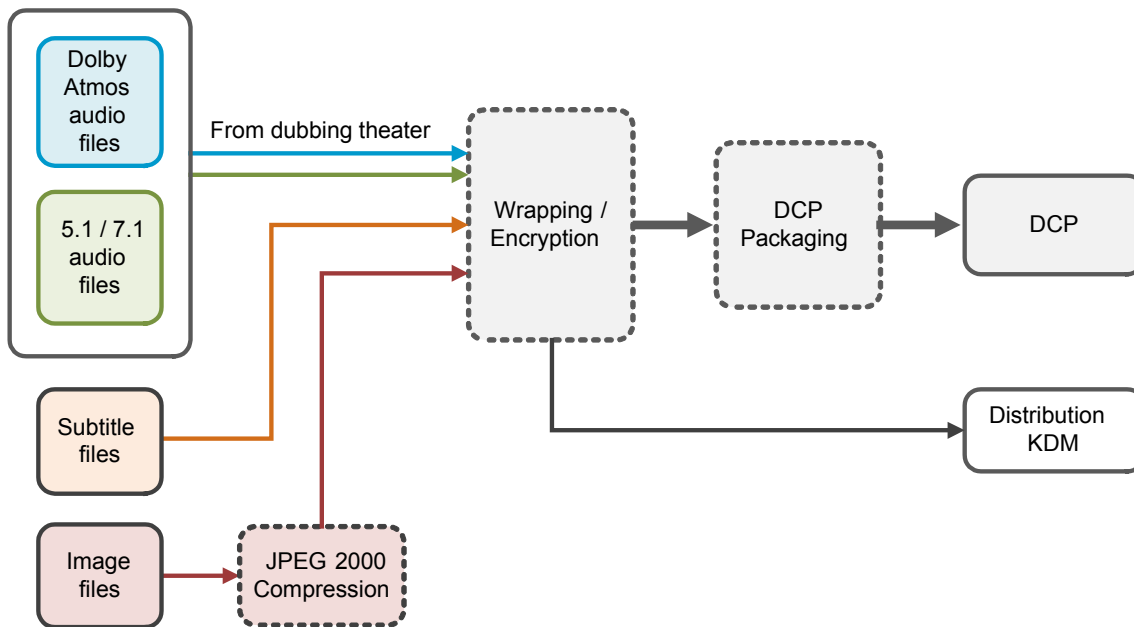 Dolby
Atmos
audio
files
From dubbing theater
5.1 / 7.1
audio
files
Wrapping /
Encryption
DCP
Packaging
DCP
Subtitle
files
Distribution
KDM
Image
files
JPEG 2000
Compression